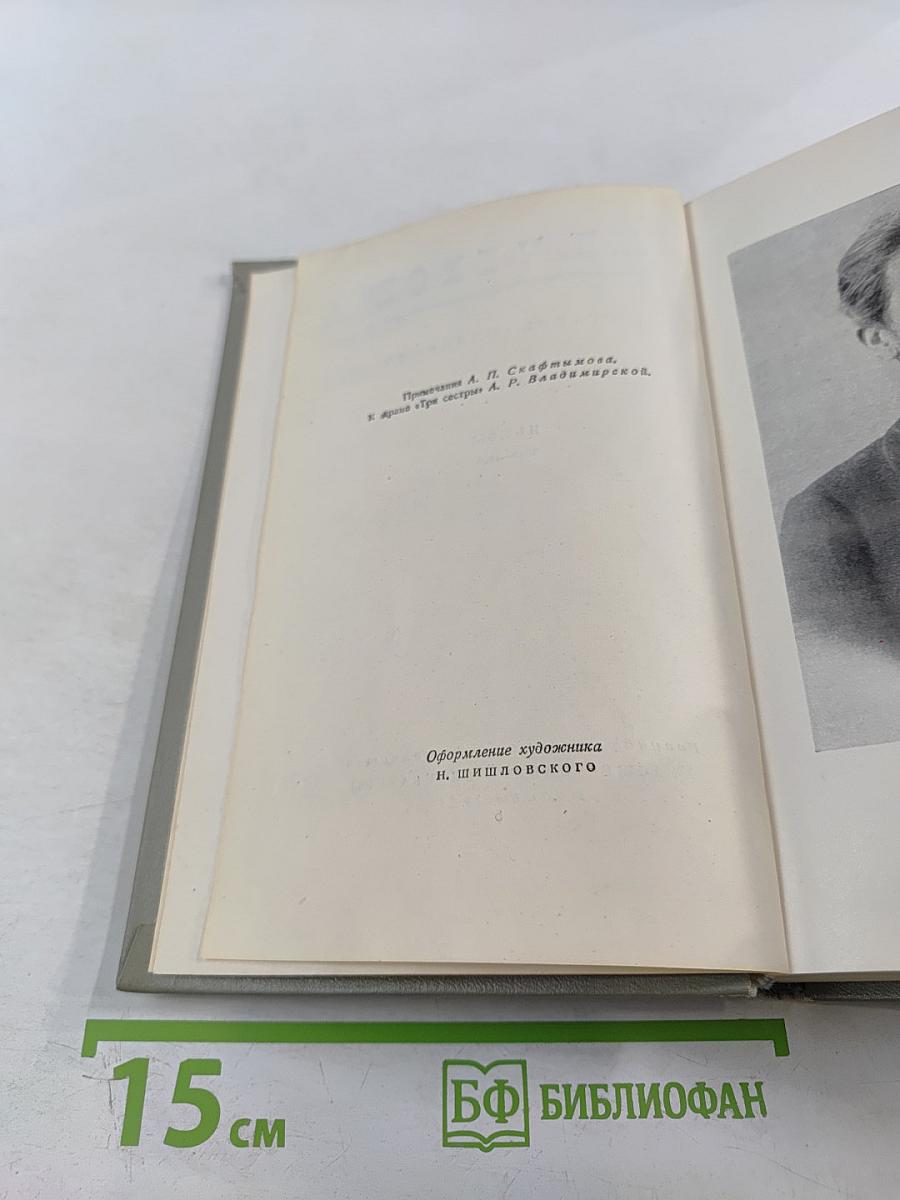 Примечания А. П. Скафтымова.
К драме «Три сестры» А. Р. Владимирской.
Оформление художника
Н. ШИШЛОВСКОГО
15 см
БФ БИБЛИОФАН